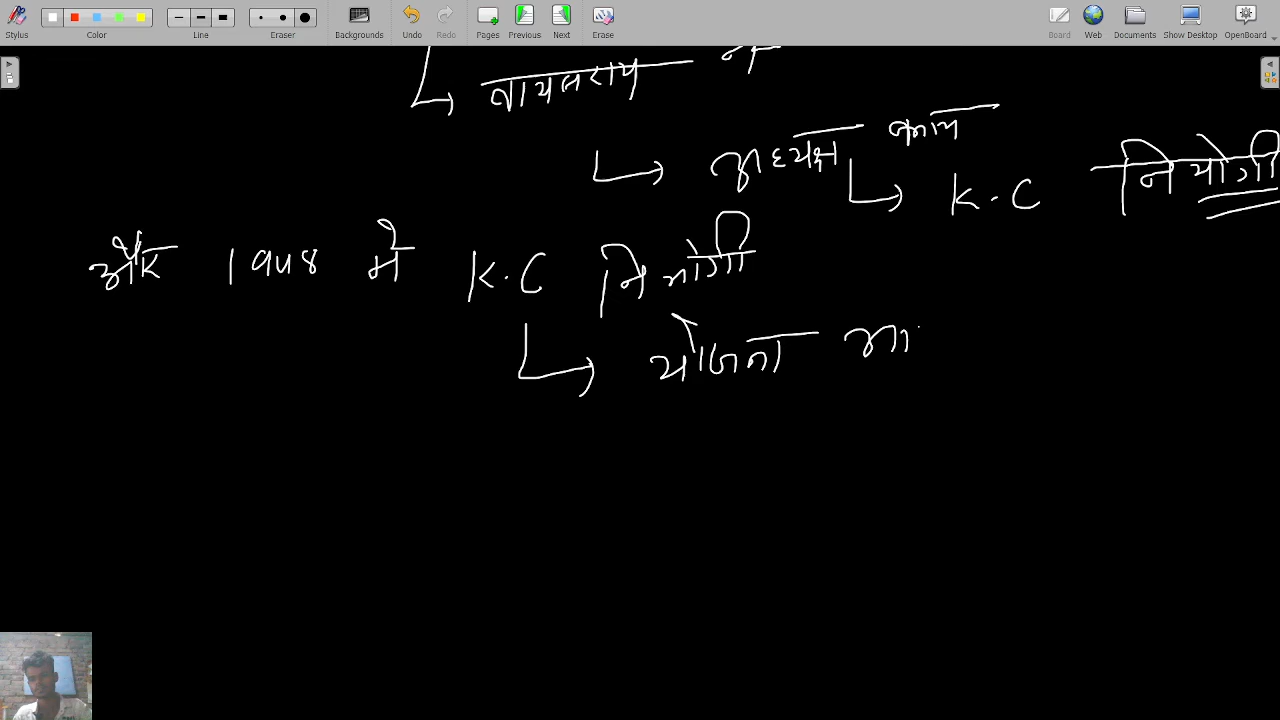 Stylus Color Line Eraser Backgrounds Undo Redo Pages Previous Next Erase Board Web Documents Show Desktop OpenBoard
वायसराय ने
अध्यक्ष बनाय
K.C नियोगी
1948 में K.C नियोगी
योजना आ